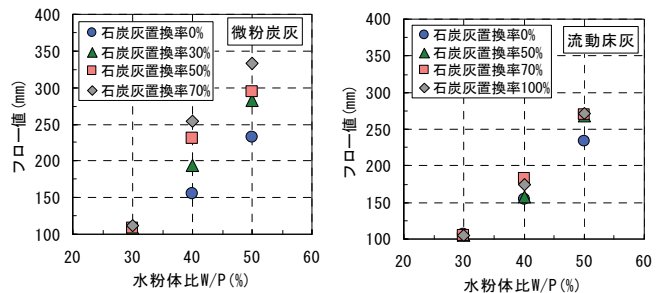 400
350
300
250
200
150
100
フロー値(mm)
石炭灰置換率0%
石炭灰置換率30%
石炭灰置換率50%
石炭灰置換率70%
微粉炭灰
20 30 40 50 60
水粉体比W/P(%)
400
350
300
250
200
150
100
フロー値(mm)
石炭灰置換率0%
石炭灰置換率50%
石炭灰置換率70%
石炭灰置換率100%
流動床灰
20 30 40 50 60
水粉体比W/P(%)